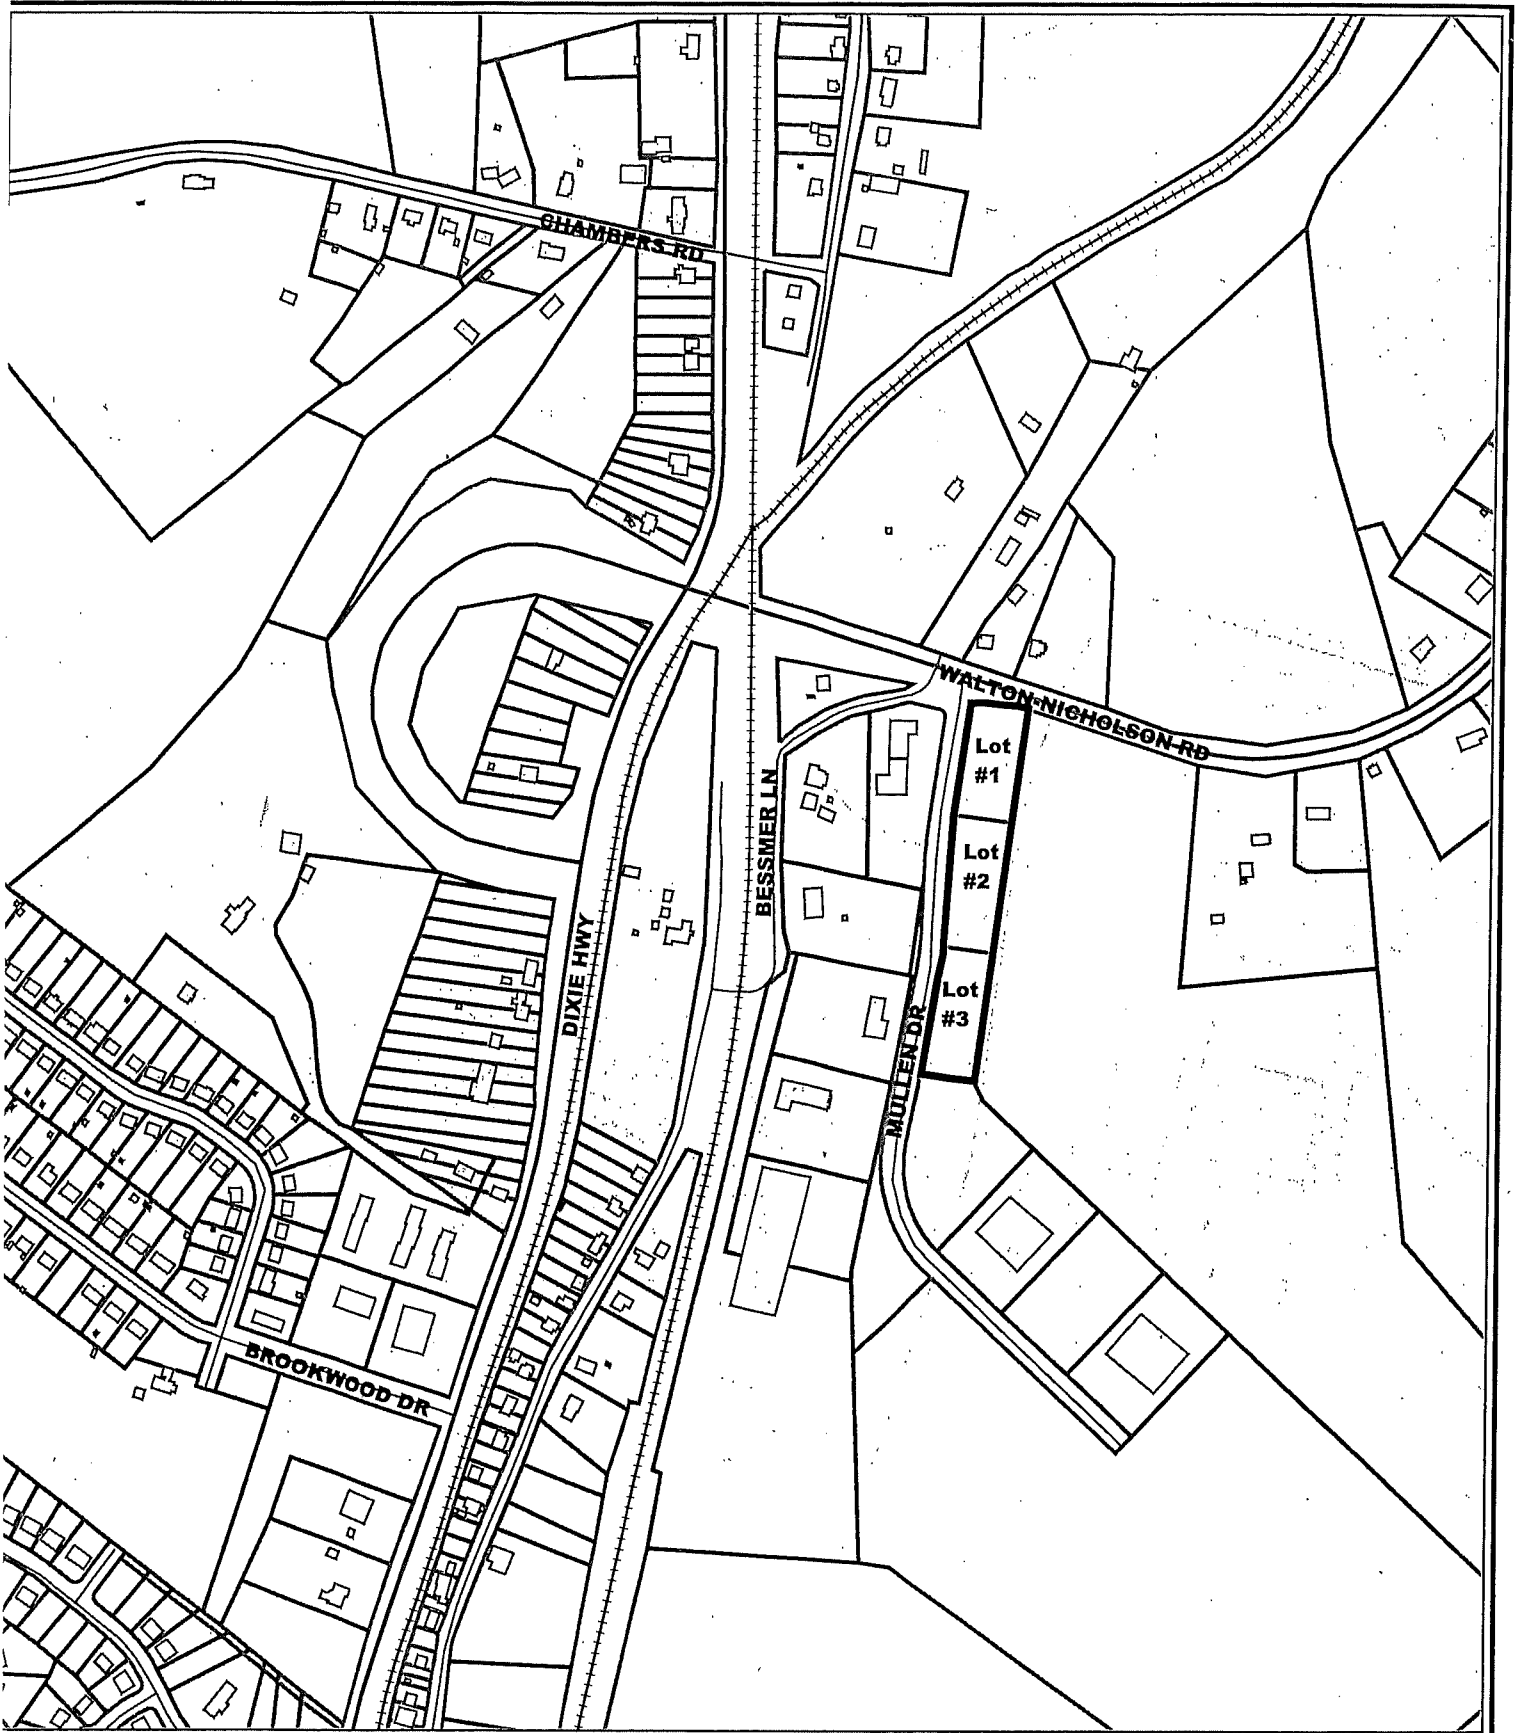 CHAMBERS RD
WALTON-NICHOLSON RD
Lot
#1
BESSMER LN
Lot
#2
DIXIE HWY
Lot
#3
MULLEN DR
BROOKWOOD DR